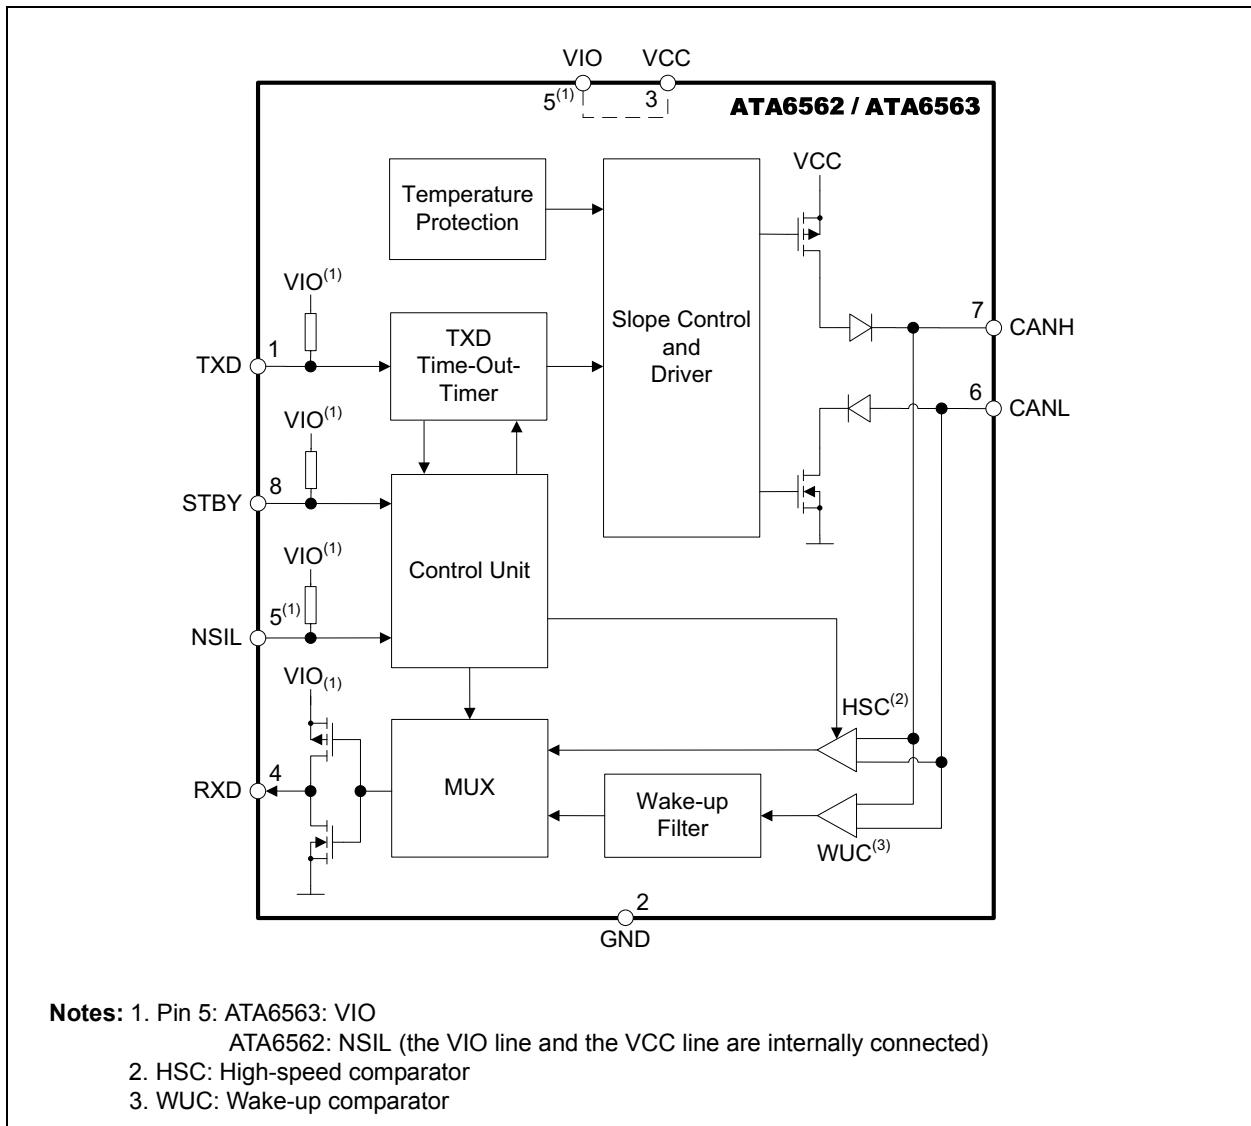 VIO VCC
5(1) 3 ATA6562 / ATA6563
VCC
Temperature
Protection
VIO(1)
7
CANH
Slope Control
and
Driver
TXD
Time-Out-
Timer
1
TXD
6
CANL
VIO(1)
8
STBY
VIO(1)
Control Unit
5(1)
NSIL
VIO(1)
HSC(2)
4
RXD
MUX
Wake-up
Filter
WUC(3)
2
GND
Notes: 1. Pin 5: ATA6563: VIO
ATA6562: NSIL (the VIO line and the VCC line are internally connected)
2. HSC: High-speed comparator
3. WUC: Wake-up comparator